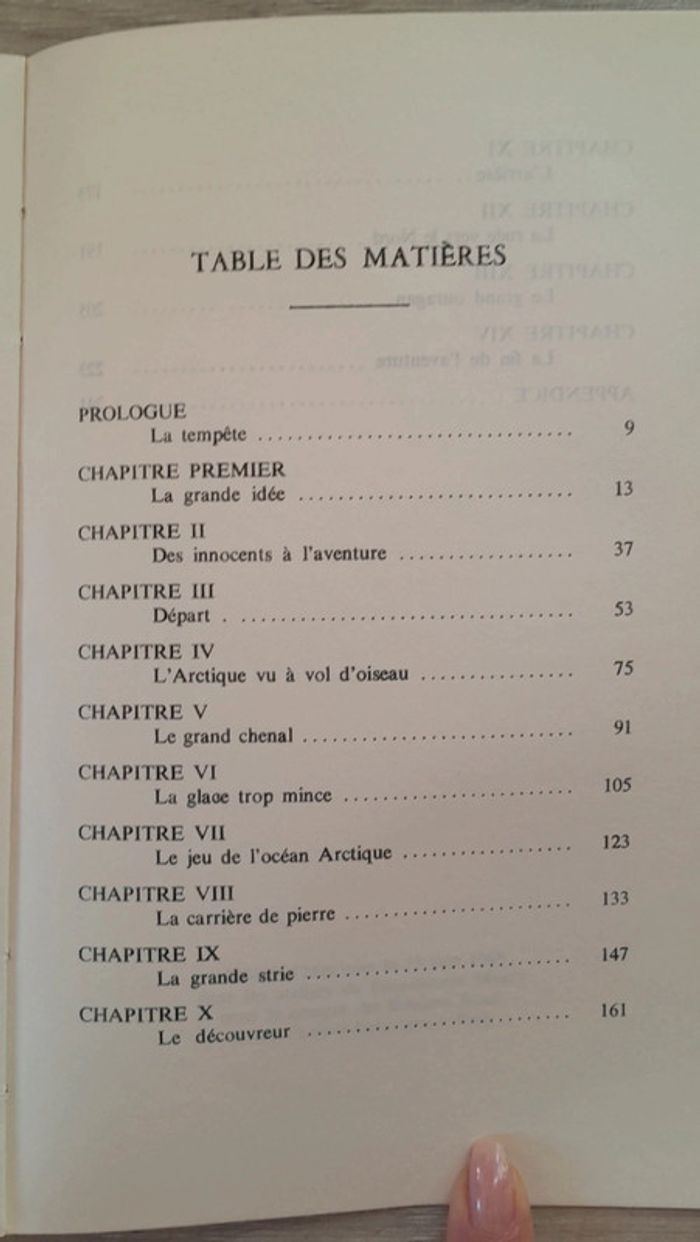 TABLE DES MATIÈRES
PROLOGUE
La tempête ................................ 9
CHAPITRE PREMIER
La grande idée ............................ 13
CHAPITRE II
Des innocents à l'aventure .................. 37
CHAPITRE III
Départ . .................................. 53
CHAPITRE IV
L'Arctique vu à vol d'oiseau ................ 75
CHAPITRE V
Le grand chenal ............................ 91
CHAPITRE VI
La glace trop mince ........................ 105
CHAPITRE VII
Le jeu de l'océan Arctique .................. 123
CHAPITRE VIII
La carrière de pierre ........................ 133
CHAPITRE IX
La grande strie ............................ 147
CHAPITRE X
Le découvreur ............................ 161